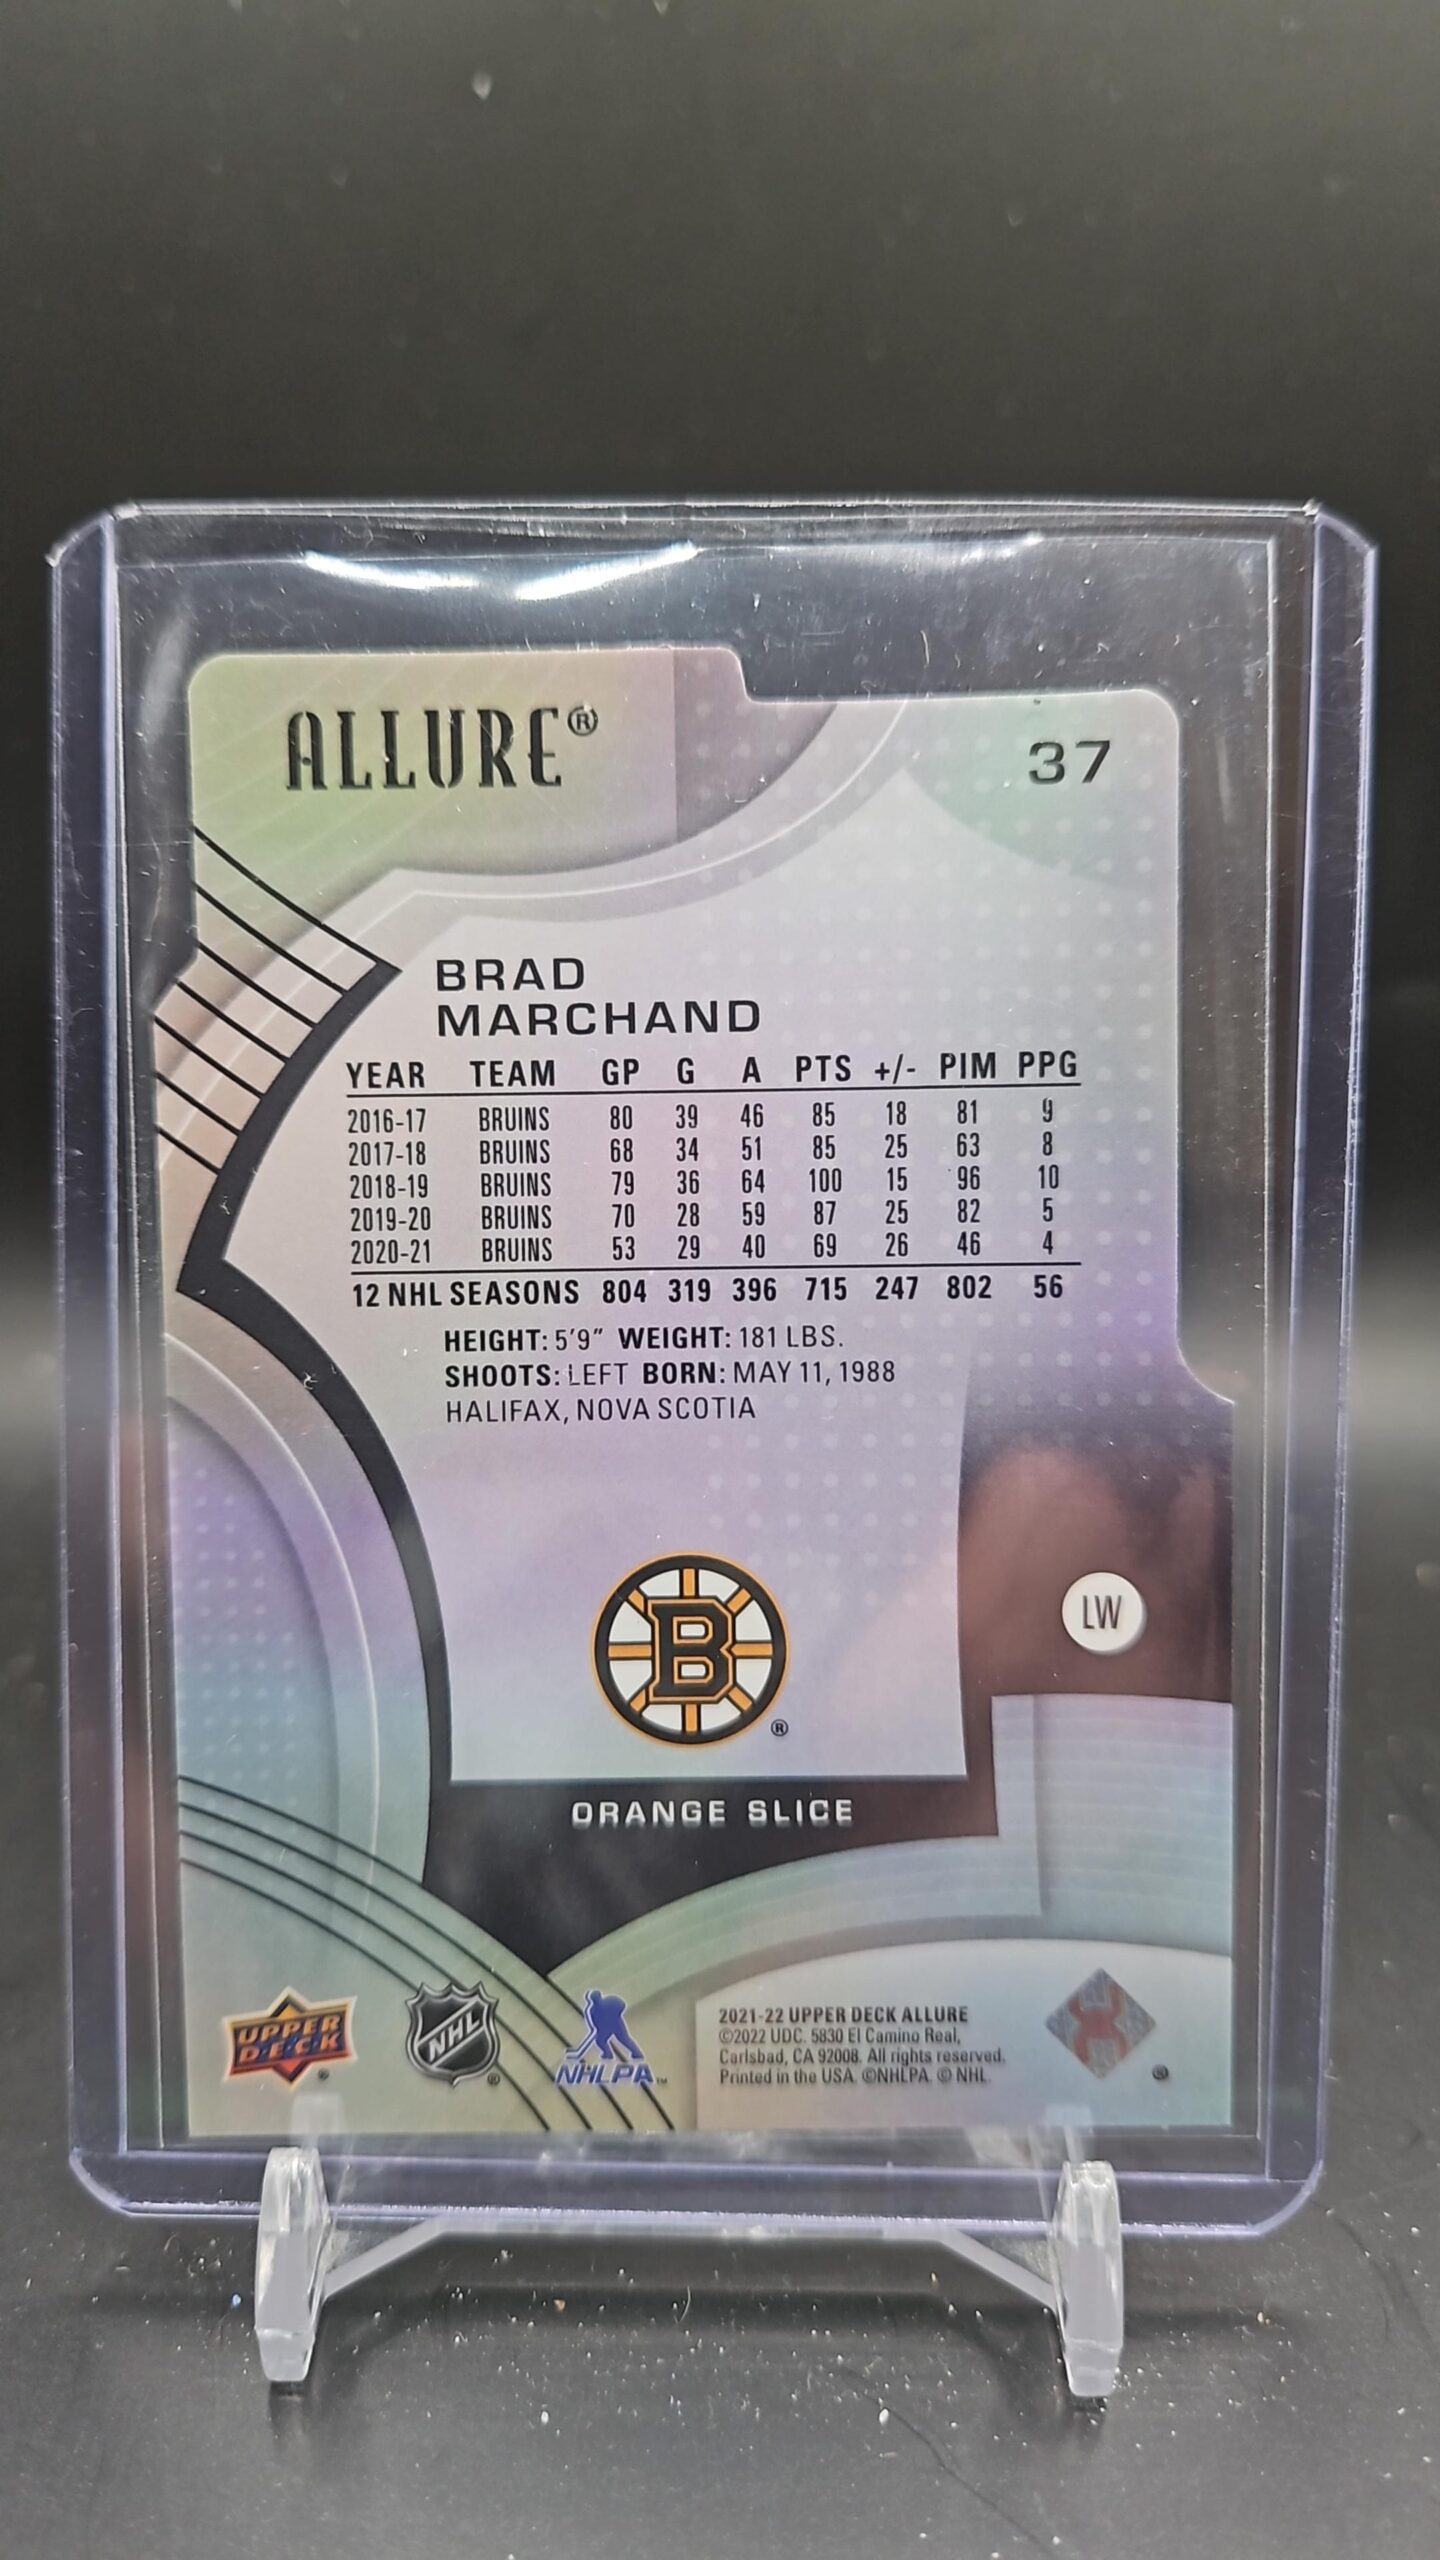 ALLURE®
37
BRAD
MARCHAND
YEAR TEAM GP G A PTS +/- PIM PPG
2016-17 BRUINS 80 39 46 85 18 81 9
2017-18 BRUINS 68 34 51 85 25 63 8
2018-19 BRUINS 79 36 64 100 15 96 10
2019-20 BRUINS 70 28 59 87 25 82 5
2020-21 BRUINS 53 29 40 69 26 46 4
12 NHL SEASONS 804 319 396 715 247 802 56
HEIGHT: 5'9" WEIGHT: 181 LBS.
SHOOTS: LEFT BORN: MAY 11, 1988
HALIFAX, NOVA SCOTIA
LW
B
®
ORANGE SLICE
UPPER
DECK
®
NHL
®
NHLPA™
2021-22 UPPER DECK ALLURE
©2022 UDC. 5830 El Camino Real,
Carlsbad, CA 92008. All rights reserved.
Printed in the USA. ©NHLPA. © NHL.